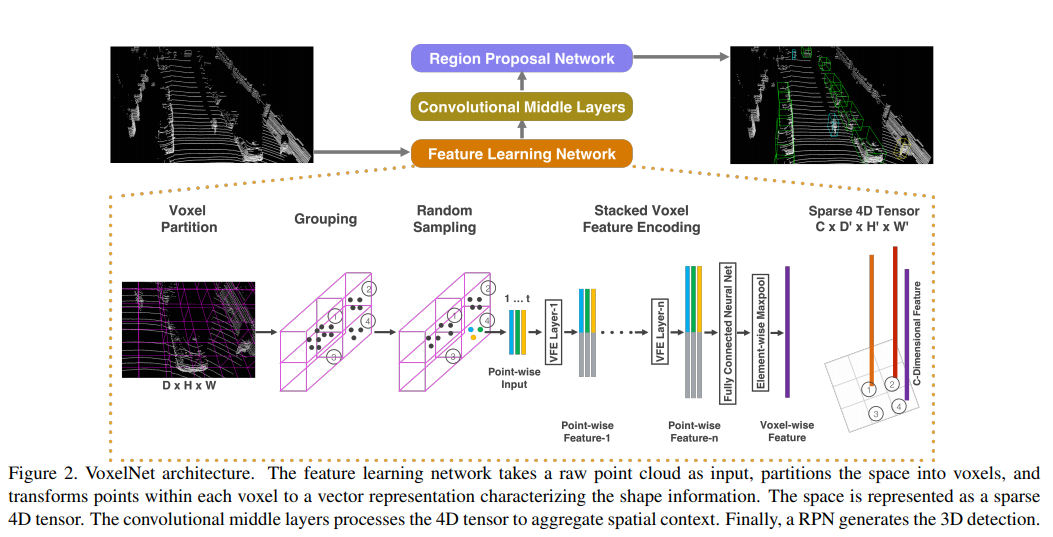 Region Proposal Network
Convolutional Middle Layers
Feature Learning Network
Voxel
Partition
Grouping
Random
Sampling
Stacked Voxel
Feature Encoding
Sparse 4D Tensor
C x D' x H' x W'
D x H x W
1
2
3
4
1
2
3
4
1 ... t
Point-wise
Input
VFE Layer-1
Point-wise
Feature-1
VFE Layer-n
Point-wise
Feature-n
Fully Connected Neural Net
Element-wise Maxpool
Voxel-wise
Feature
C-Dimensional Feature
1
2
3
4
Figure 2. VoxelNet architecture. The feature learning network takes a raw point cloud as input, partitions the space into voxels, and
transforms points within each voxel to a vector representation characterizing the shape information. The space is represented as a sparse
4D tensor. The convolutional middle layers processes the 4D tensor to aggregate spatial context. Finally, a RPN generates the 3D detection.